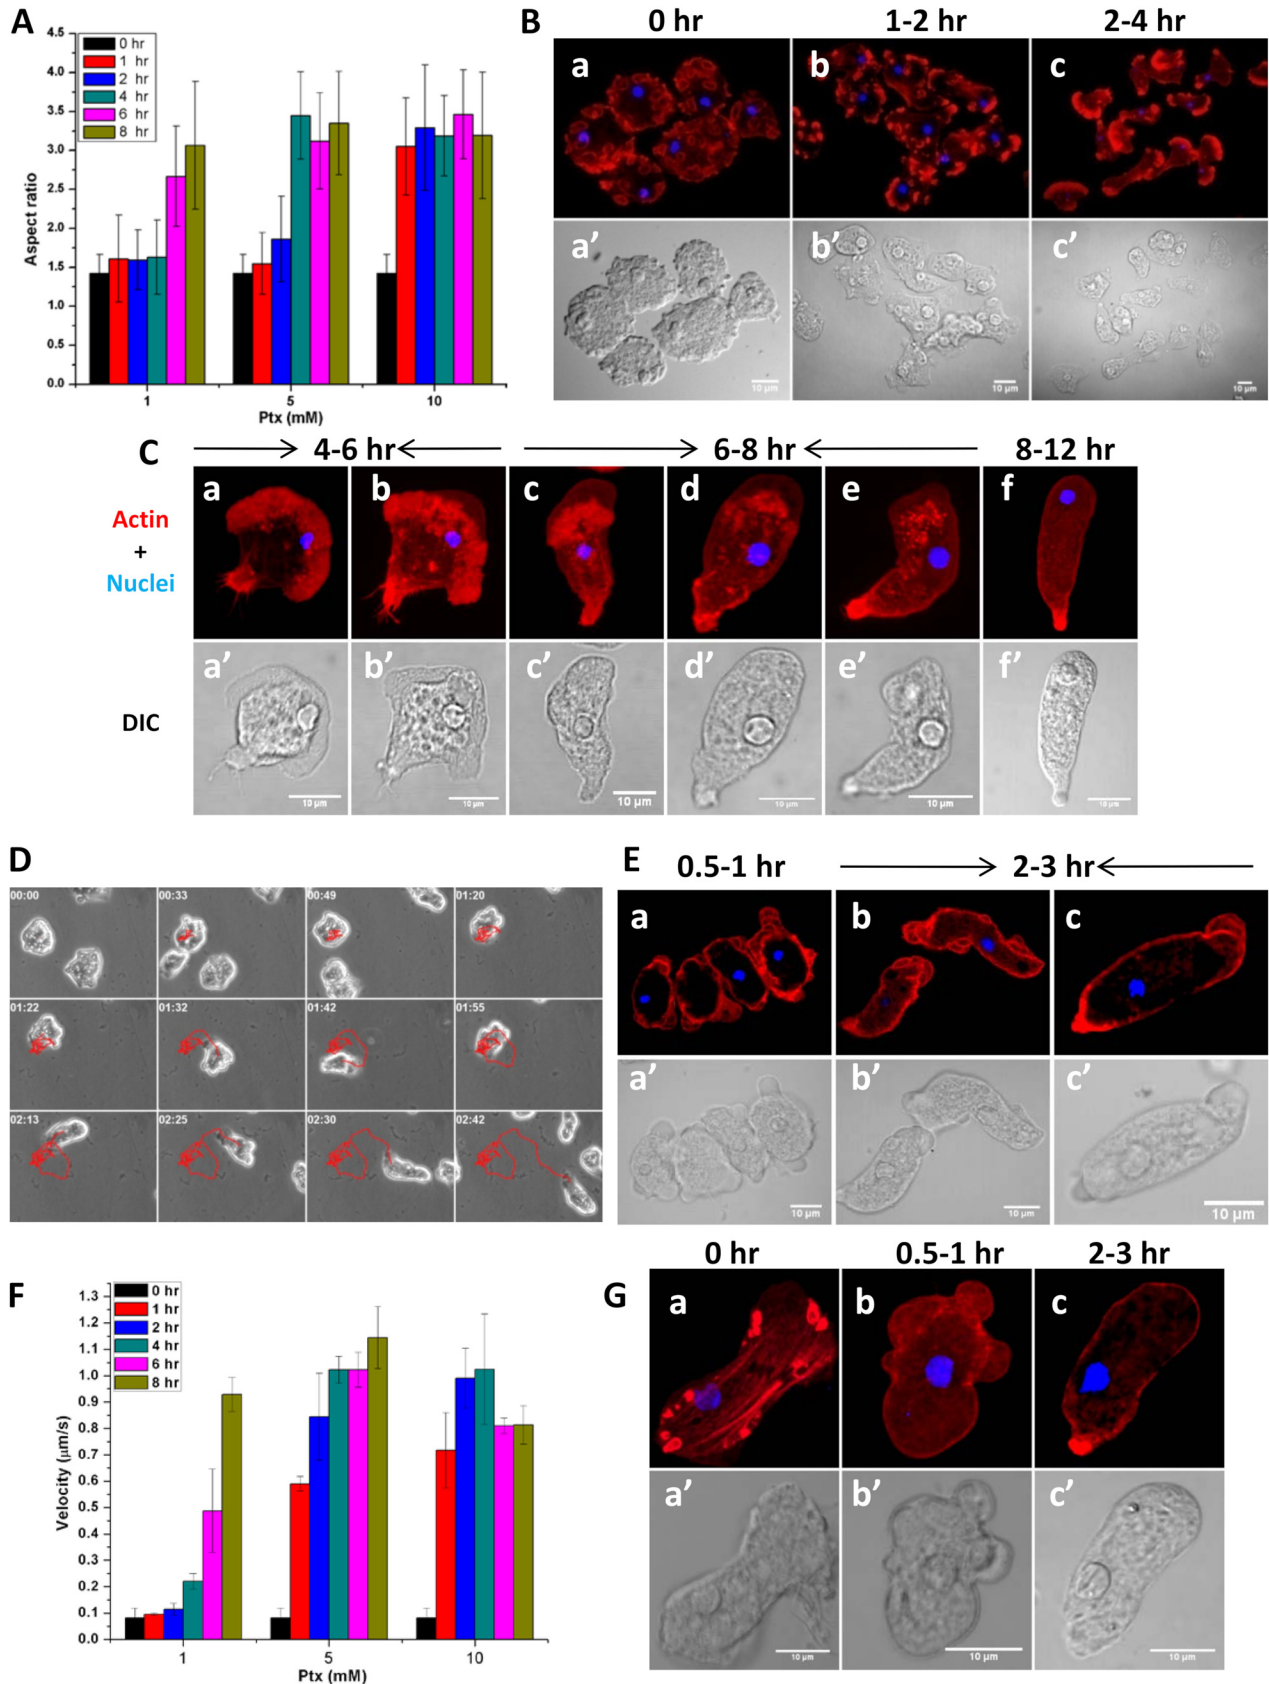 A
4.5
4.0
3.5
3.0
2.5
2.0
1.5
1.0
0.5
0.0
Aspect ratio
0 hr
1 hr
2 hr
4 hr
6 hr
8 hr
1 5 10
Ptx (mM)
B
0 hr 1-2 hr 2-4 hr
a b c
a′ b′ c′
10 µm 10 µm 10 µm
C
4-6 hr 6-8 hr 8-12 hr
Actin
+
Nuclei
a b c d e f
DIC
a′ b′ c′ d′ e′ f′
10 µm 10 µm 10 µm 10 µm 10 µm 10 µm
D
00:00 00:33 00:49 01:20
01:22 01:32 01:42 01:55
02:13 02:25 02:30 02:42
E
0.5-1 hr 2-3 hr
a b c
a′ b′ c′
10 µm 10 µm 10 µm
F
1.3
1.2
1.1
1.0
0.9
0.8
0.7
0.6
0.5
0.4
0.3
0.2
0.1
0.0
Velocity (µm/s)
0 hr
1 hr
2 hr
4 hr
6 hr
8 hr
1 5 10
Ptx (mM)
G
0 hr 0.5-1 hr 2-3 hr
a b c
a′ b′ c′
10 µm 10 µm 10 µm